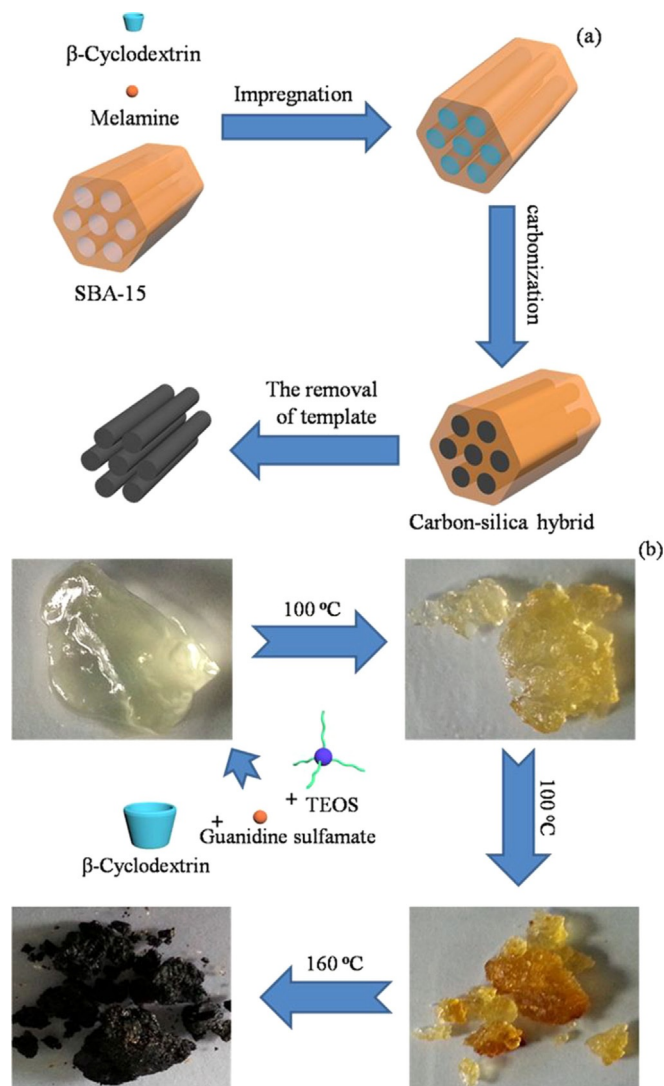 (a)
β-Cyclodextrin
Melamine
SBA-15
Impregnation
carbonization
Carbon-silica hybrid
The removal
of template
(b)
100 ºC
100 ºC
160 ºC
β-Cyclodextrin
+
Guanidine sulfamate
+
TEOS